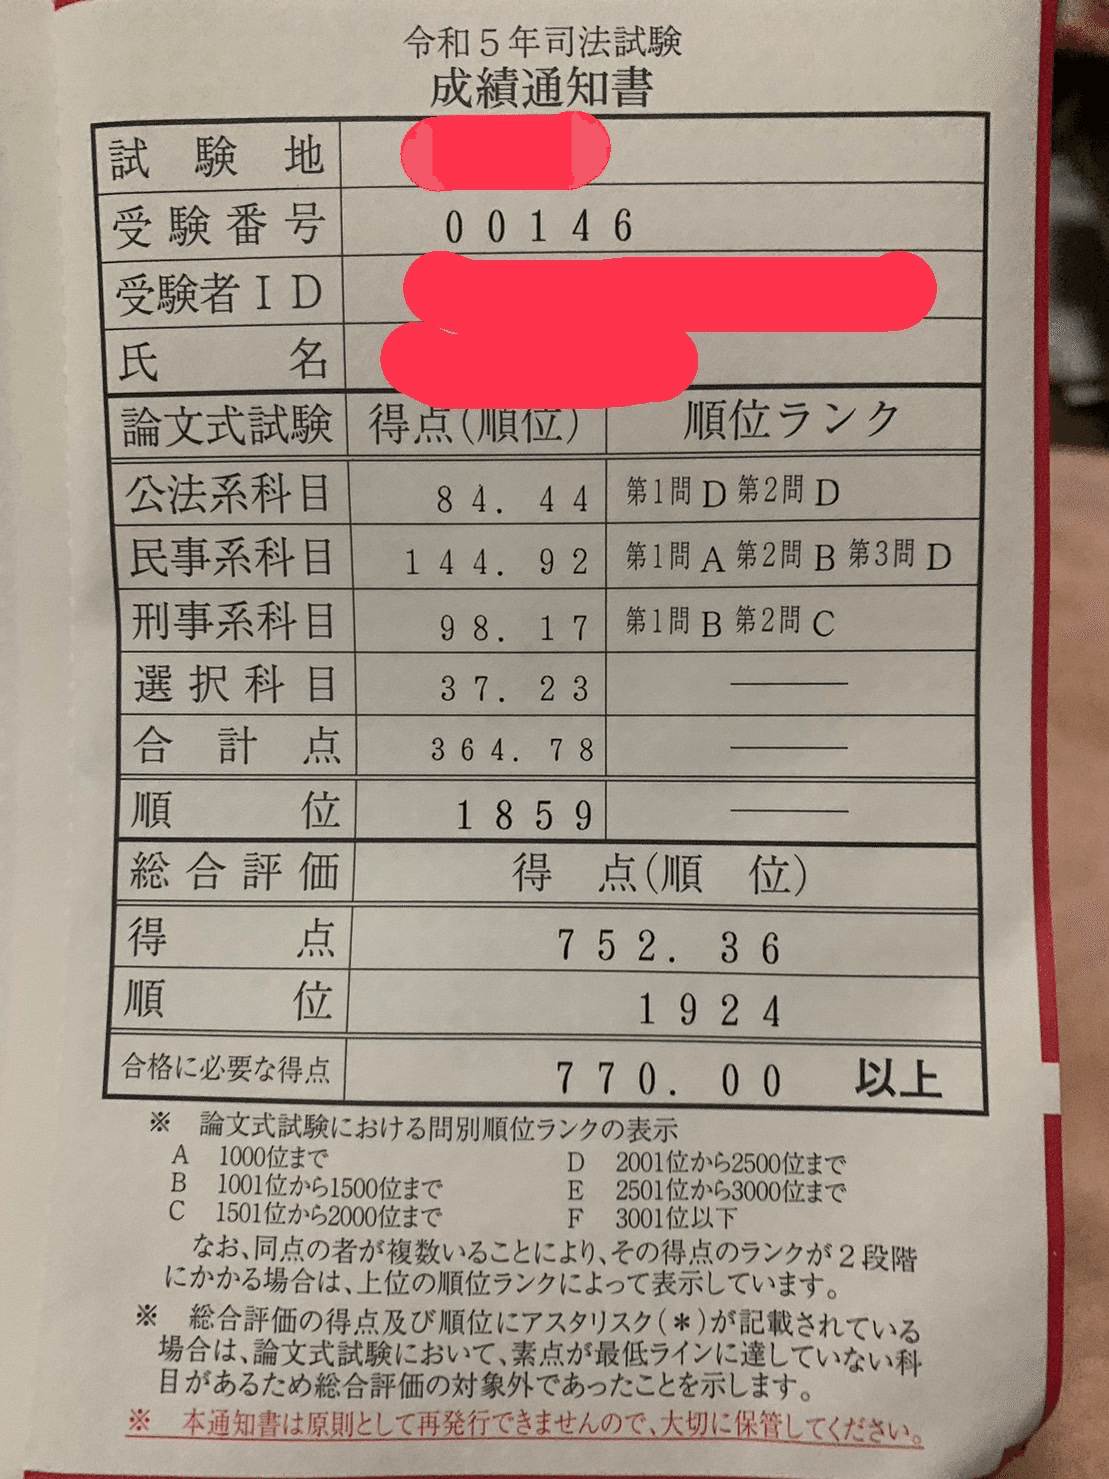 令和５年司法試験
成績通知書
試験地
受験番号 00146
受験者ＩＤ
氏名
論文式試験 得点(順位) 順位ランク
公法系科目 84.44 第1問 D 第2問 D
民事系科目 144.92 第1問 A 第2問 B 第3問 D
刑事系科目 98.17 第1問 B 第2問 C
選択科目 37.23 ―――
合計点 364.78 ―――
順位 1859 ―――
総合評価 得点(順位)
得点 752.36
順位 1924
合格に必要な得点 770.00 以上
※ 論文式試験における問別順位ランクの表示
A 1000位まで D 2001位から2500位まで
B 1001位から1500位まで E 2501位から3000位まで
C 1501位から2000位まで F 3001位以下
なお、同点の者が複数いることにより、その得点のランクが２段階
にかかる場合は、上位の順位ランクによって表示しています。
※ 総合評価の得点及び順位にアスタリスク(＊)が記載されている
場合は、論文式試験において、素点が最低ラインに達していない科
目があるため総合評価の対象外であったことを示します。
※ 本通知書は原則として再発行できませんので、大切に保管してください。